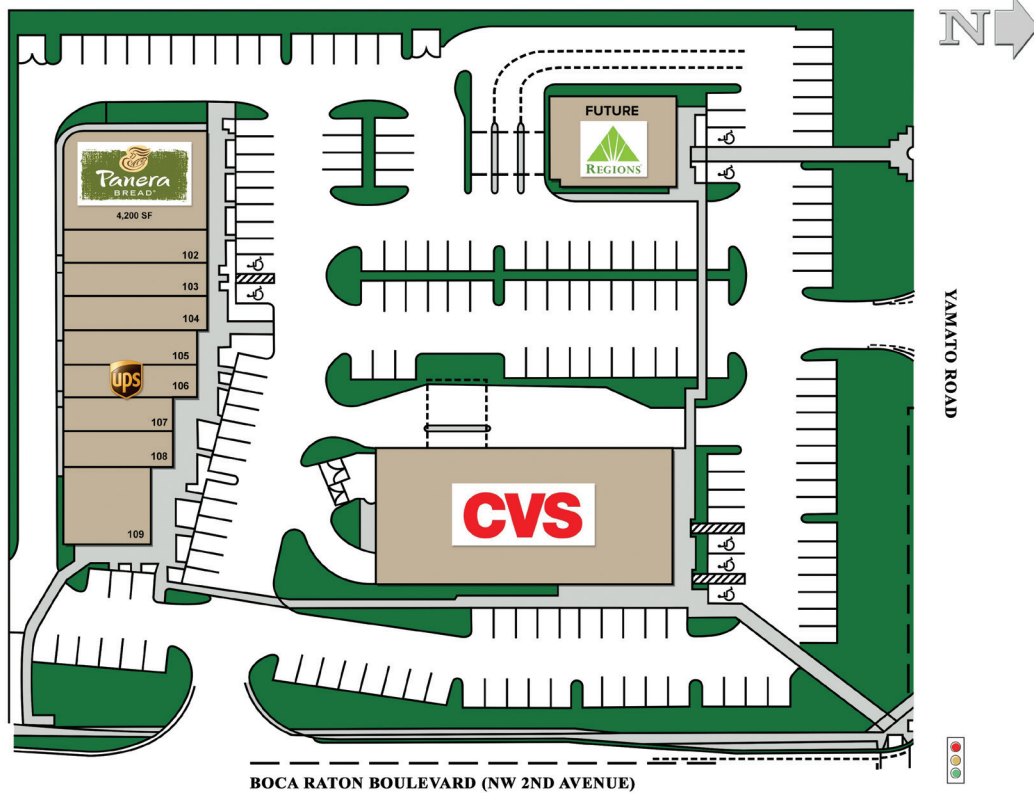 N
FUTURE
REGIONS
Panera
BREAD®
4,200 SF
102
103
104
105
ups
106
107
108
109
CVS
YAMATO ROAD
BOCA RATON BOULEVARD (NW 2ND AVENUE)